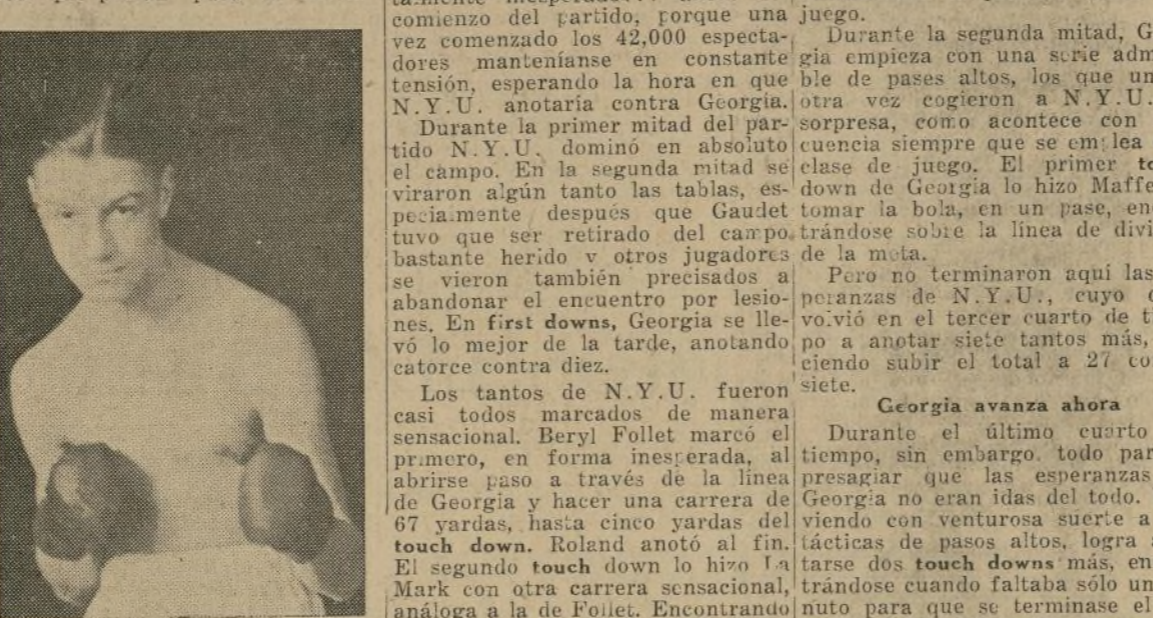 comienzo del partido, porque una
vez comenzado los 42,000 especta-
dores manteníanse en constante
tensión, esperando la hora en que
N.Y.U. anotaría contra Georgia.
Durante la primer mitad del par-
tido N.Y.U. dominó en absoluto
el campo. En la segunda mitad se
viraron algún tanto las tablas, es-
pecialmente después que Gaudet
tuvo que ser retirado del campo
bastante herido y otros jugadores
se vieron también precisados a
abandonar el encuentro por lesio-
nes. En first downs, Georgia se lle-
vó lo mejor de la tarde, anotando
catorce contra diez.
Los tantos de N.Y.U. fueron
casi todos marcados de manera
sensacional. Beryl Follet marcó el
primero, en forma inesperada, al
abrirse paso a través de la línea
de Georgia y hacer una carrera de
67 yardas, hasta cinco yardas del
touch down. Roland anotó al fin.
El segundo touch down lo hizo La
Mark con otra carrera sensacional,
análoga a la de Follet. Encontrando
juego.
Durante la segunda mitad, G
gia empieza con una serie adm
ble de pases altos, los que un
otra vez cogieron a N.Y.U.
sorpresa, como acontece con
cuencia siempre que se emplea
clase de juego. El primer to
down de Georgia lo hizo Maffe
tomar la bola, en un pase, en
trándose sobre la línea de divi
de la meta.
Pero no terminaron aquí las
peranzas de N.Y.U., cuyo
volvió en el tercer cuarto de t
po a anotar siete tantos más,
ciendo subir el total a 27 co
siete.
Georgia avanza ahora
Durante el último cuarto
tiempo, sin embargo. todo par
presagiar que las esperanzas
Georgia no eran idas del todo.
viendo con venturosa suerte a
tácticas de pasos altos, logra
tarse dos touch downs más, en
trándose cuando faltaba sólo un
nuto para que se terminase el